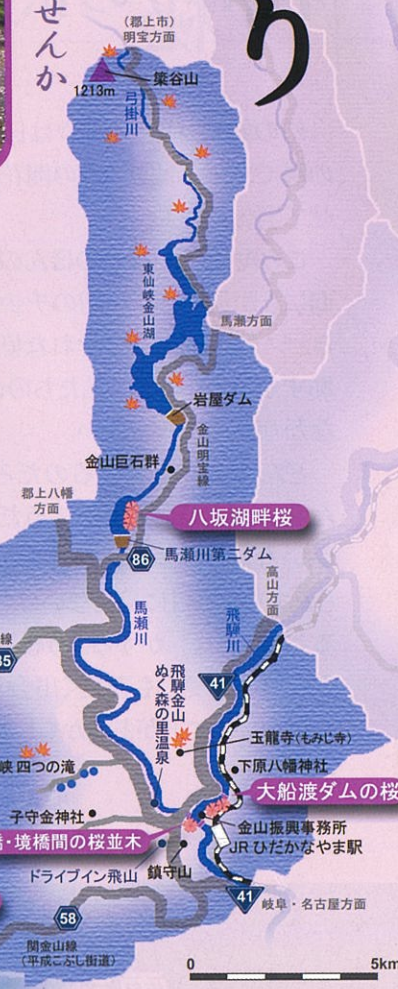 せんか
り
(郡上市)
明宝方面
簗谷山
1213m
弓掛川
東仙峡金山湖
馬瀬方面
岩屋ダム
金山明宝線
金山巨石群
郡上八幡
方面
八坂湖畔桜
86
馬瀬川第二ダム
高山方面
馬瀬川
飛騨川
線
85
41
飛騨金山
ぬく森の里温泉
玉龍寺(もみじ寺)
峡 四つの滝
下原八幡神社
大船渡ダムの桜
子守金神社
橋・境橋間の桜並木
金山振興事務所
JR ひだかなやま駅
ドライブイン飛山
鎮守山
41
岐阜・名古屋方面
58
関金山線
(平成こぶし街道)
0
5km